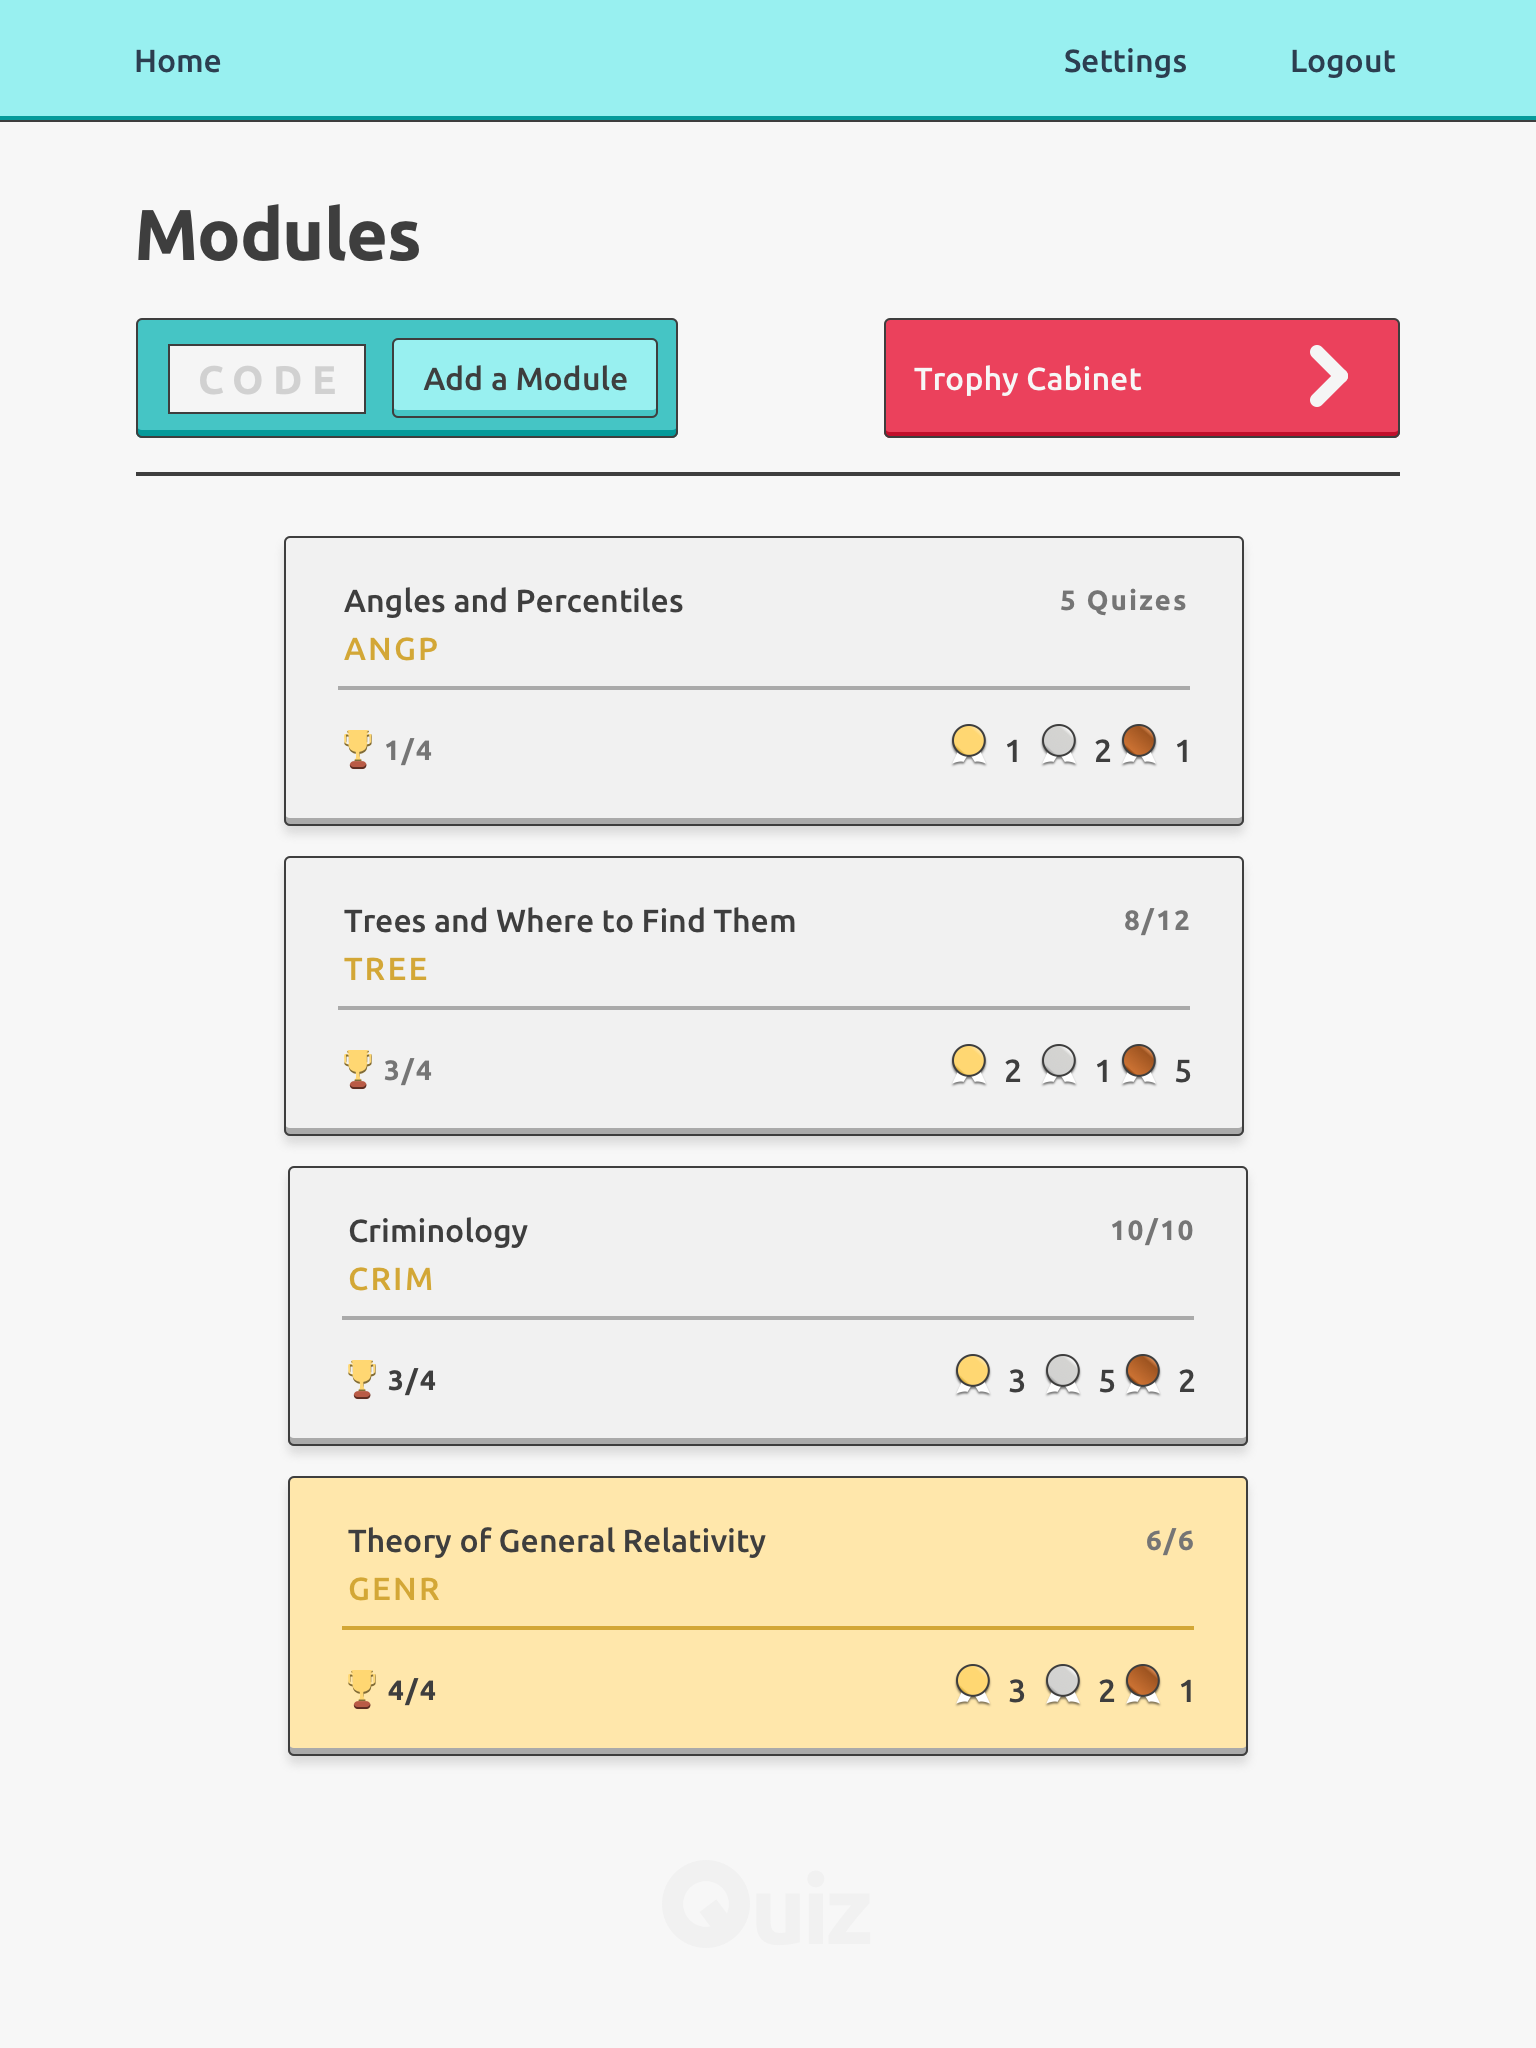 Home Settings Logout
Modules
CODE Add a Module Trophy Cabinet
Angles and Percentiles 5 Quizes
ANGP
1/4 1 2 1
Trees and Where to Find Them 8/12
TREE
3/4 2 1 5
Criminology 10/10
CRIM
3/4 3 5 2
Theory of General Relativity 6/6
GENR
4/4 3 2 1
Quiz